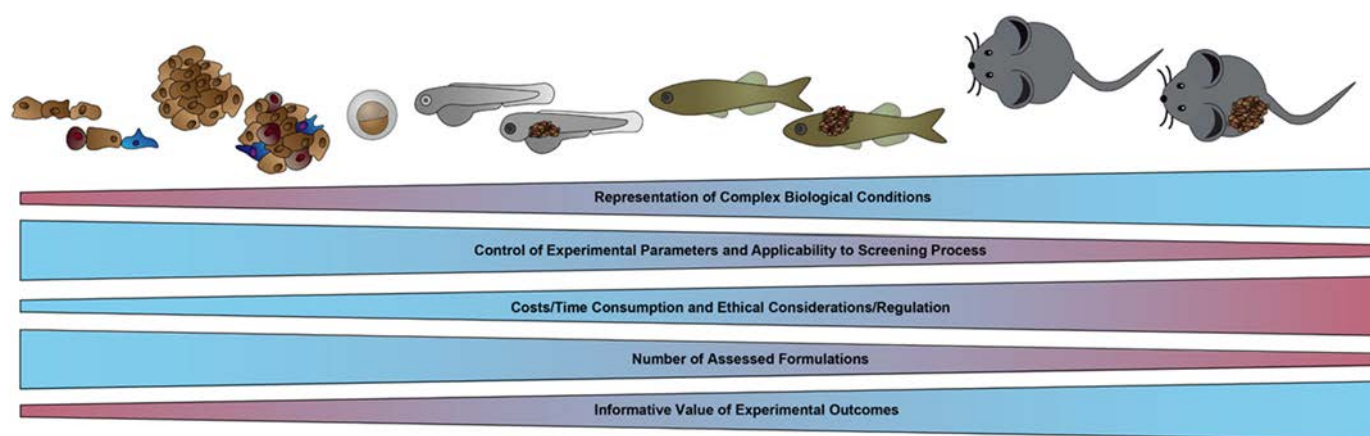 Representation of Complex Biological Conditions
Control of Experimental Parameters and Applicability to Screening Process
Costs/Time Consumption and Ethical Considerations/Regulation
Number of Assessed Formulations
Informative Value of Experimental Outcomes